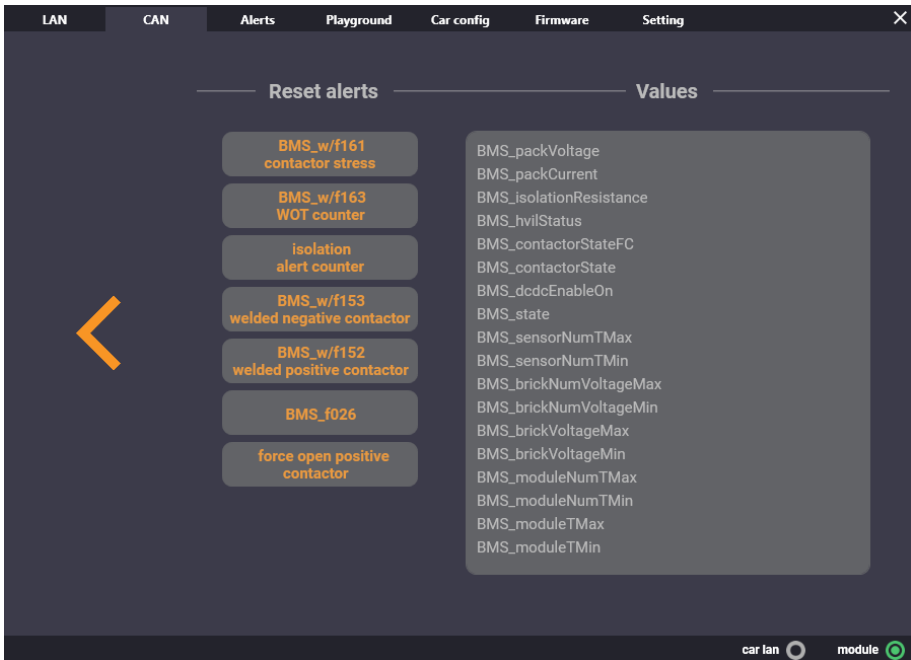 LAN CAN Alerts Playground Car config Firmware Setting
Reset alerts
BMS_w/f161
contactor stress
BMS_w/f163
WOT counter
isolation
alert counter
BMS_w/f153
welded negative contactor
BMS_w/f152
welded positive contactor
BMS_f026
force open positive
contactor
Values
BMS_packVoltage
BMS_packCurrent
BMS_isolationResistance
BMS_hvilStatus
BMS_contactorStateFC
BMS_contactorState
BMS_dcdcEnableOn
BMS_state
BMS_sensorNumTMax
BMS_sensorNumTMin
BMS_brickNumVoltageMax
BMS_brickNumVoltageMin
BMS_brickVoltageMax
BMS_brickVoltageMin
BMS_moduleNumTMax
BMS_moduleNumTMin
BMS_moduleTMax
BMS_moduleTMin
car lan module